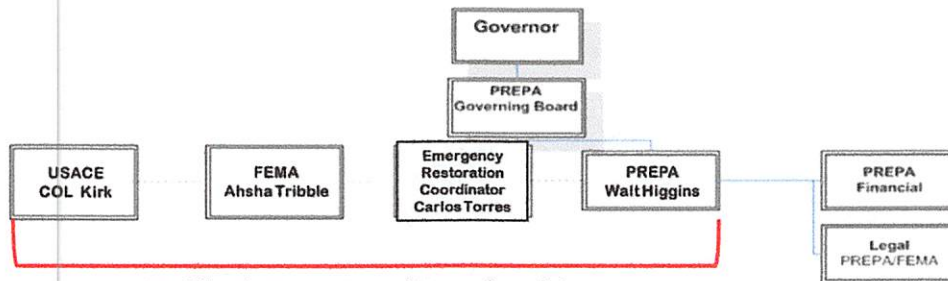 Governor
PREPA
Governing Board
USACE
COL Kirk
FEMA
Ahsha Tribble
Emergency
Restoration
Coordinator
Carlos Torres
PREPA
Walt Higgins
PREPA
Financial
Legal
PREPA/FEMA